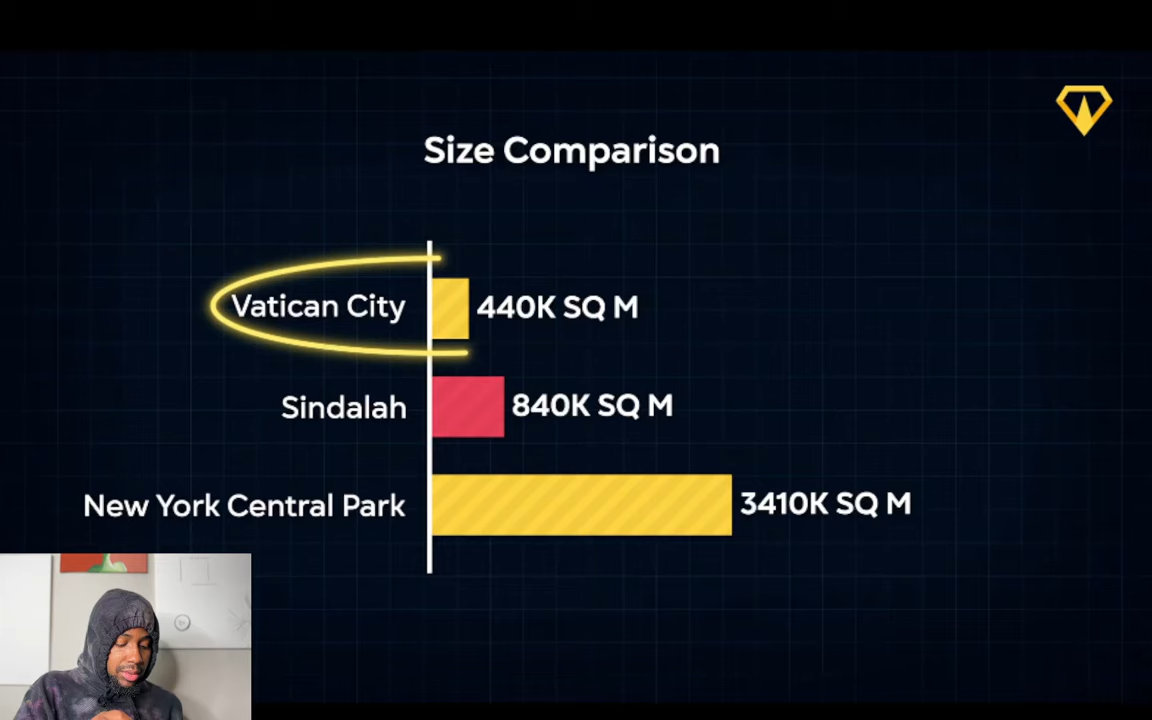 Size Comparison
Vatican City 440K SQ M
Sindalah 840K SQ M
New York Central Park 3410K SQ M